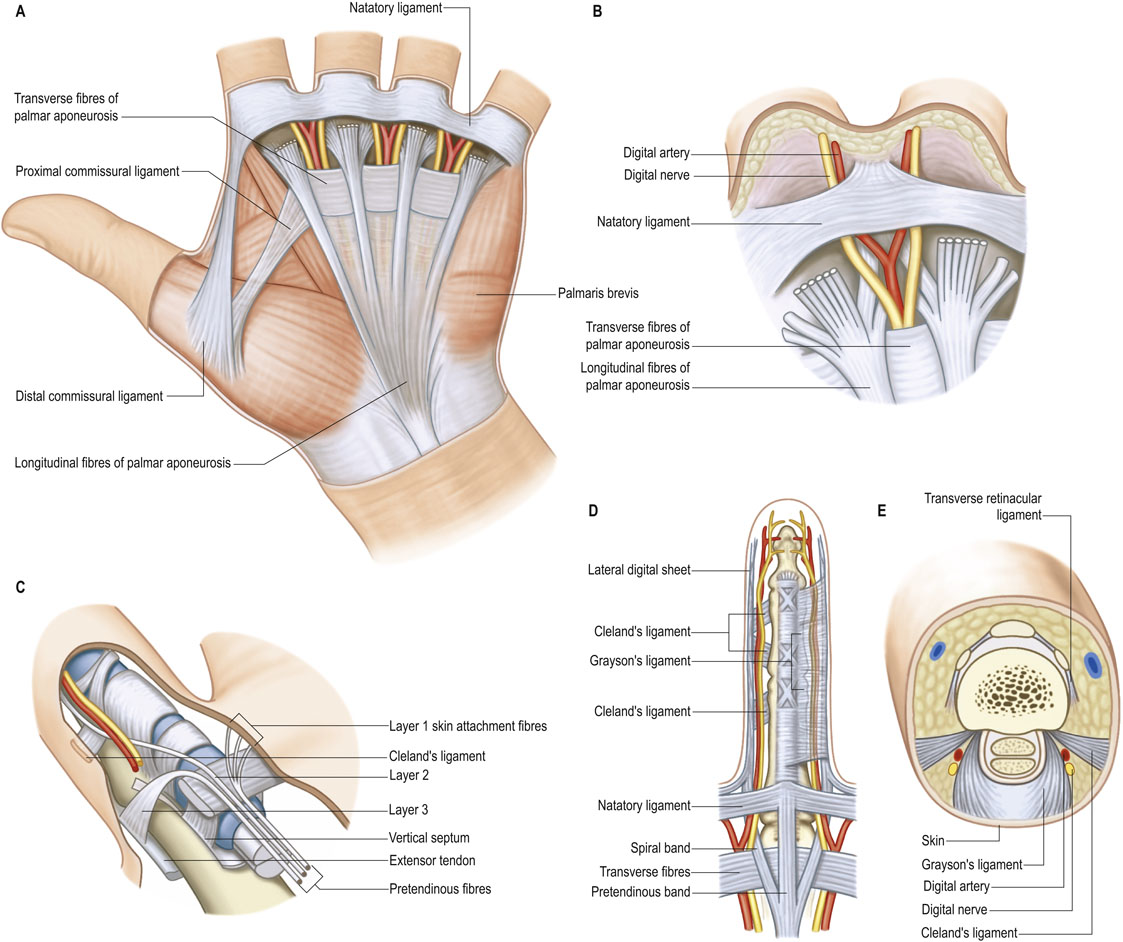 A
Natatory ligament
Transverse fibres of
palmar aponeurosis
Proximal commissural ligament
Palmaris brevis
Distal commissural ligament
Longitudinal fibres of palmar aponeurosis
B
Digital artery
Digital nerve
Natatory ligament
Transverse fibres of
palmar aponeurosis
Longitudinal fibres of
palmar aponeurosis
C
Layer 1 skin attachment fibres
Cleland's ligament
Layer 2
Layer 3
Vertical septum
Extensor tendon
Pretendinous fibres
D
Lateral digital sheet
Cleland's ligament
Grayson's ligament
Cleland's ligament
Natatory ligament
Spiral band
Transverse fibres
Pretendinous band
E
Transverse retinacular
ligament
Skin
Grayson's ligament
Digital artery
Digital nerve
Cleland's ligament